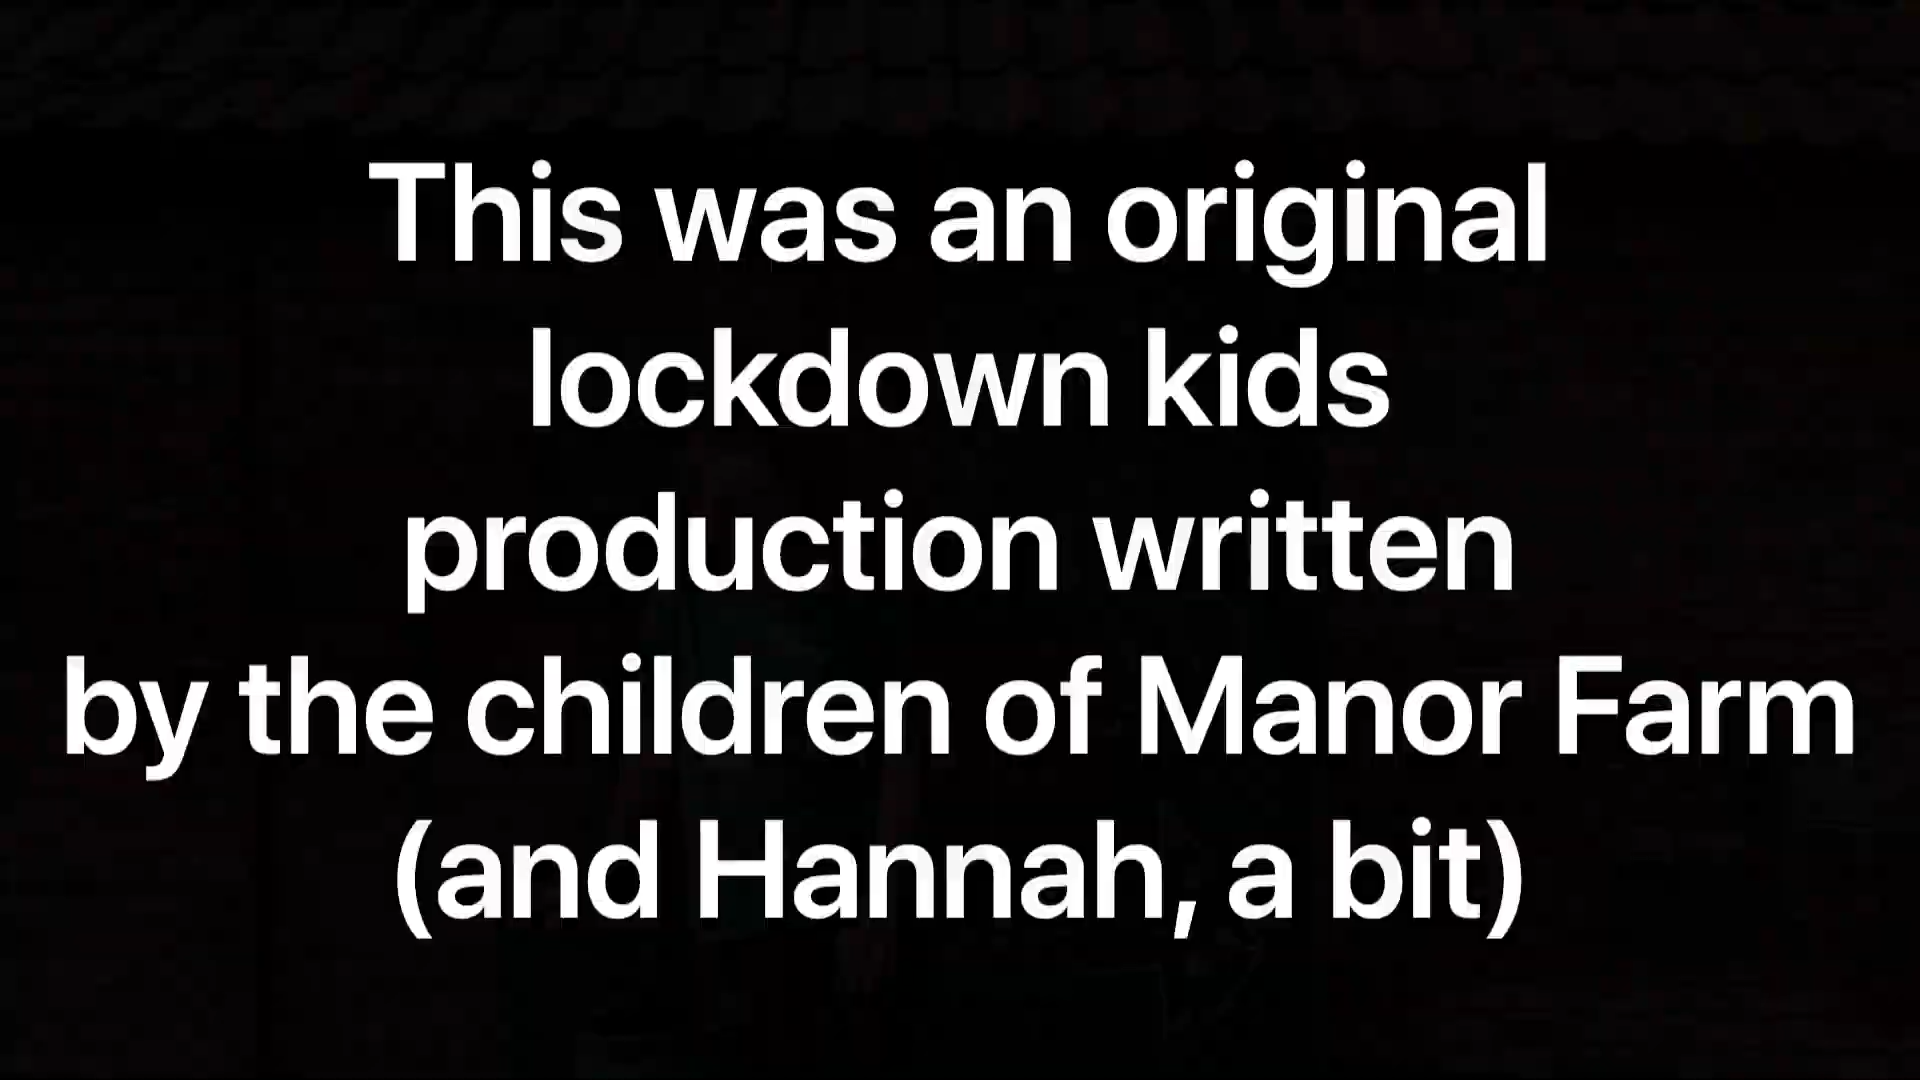 This was an original
lockdown kids
production written
by the children of Manor Farm
(and Hannah, a bit)